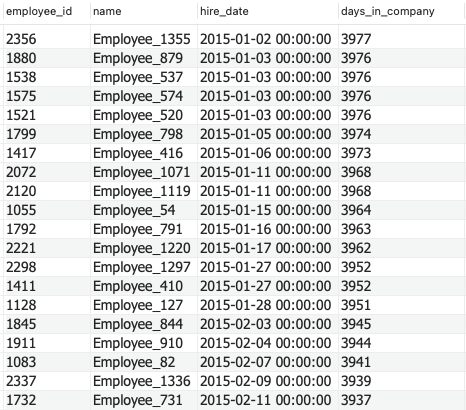 employee_id name hire_date days_in_company
2356 Employee_1355 2015-01-02 00:00:00 3977
1880 Employee_879 2015-01-03 00:00:00 3976
1538 Employee_537 2015-01-03 00:00:00 3976
1575 Employee_574 2015-01-03 00:00:00 3976
1521 Employee_520 2015-01-03 00:00:00 3976
1799 Employee_798 2015-01-05 00:00:00 3974
1417 Employee_416 2015-01-06 00:00:00 3973
2072 Employee_1071 2015-01-11 00:00:00 3968
2120 Employee_1119 2015-01-11 00:00:00 3968
1055 Employee_54 2015-01-15 00:00:00 3964
1792 Employee_791 2015-01-16 00:00:00 3963
2221 Employee_1220 2015-01-17 00:00:00 3962
2298 Employee_1297 2015-01-27 00:00:00 3952
1411 Employee_410 2015-01-27 00:00:00 3952
1128 Employee_127 2015-01-28 00:00:00 3951
1845 Employee_844 2015-02-03 00:00:00 3945
1911 Employee_910 2015-02-04 00:00:00 3944
1083 Employee_82 2015-02-07 00:00:00 3941
2337 Employee_1336 2015-02-09 00:00:00 3939
1732 Employee_731 2015-02-11 00:00:00 3937